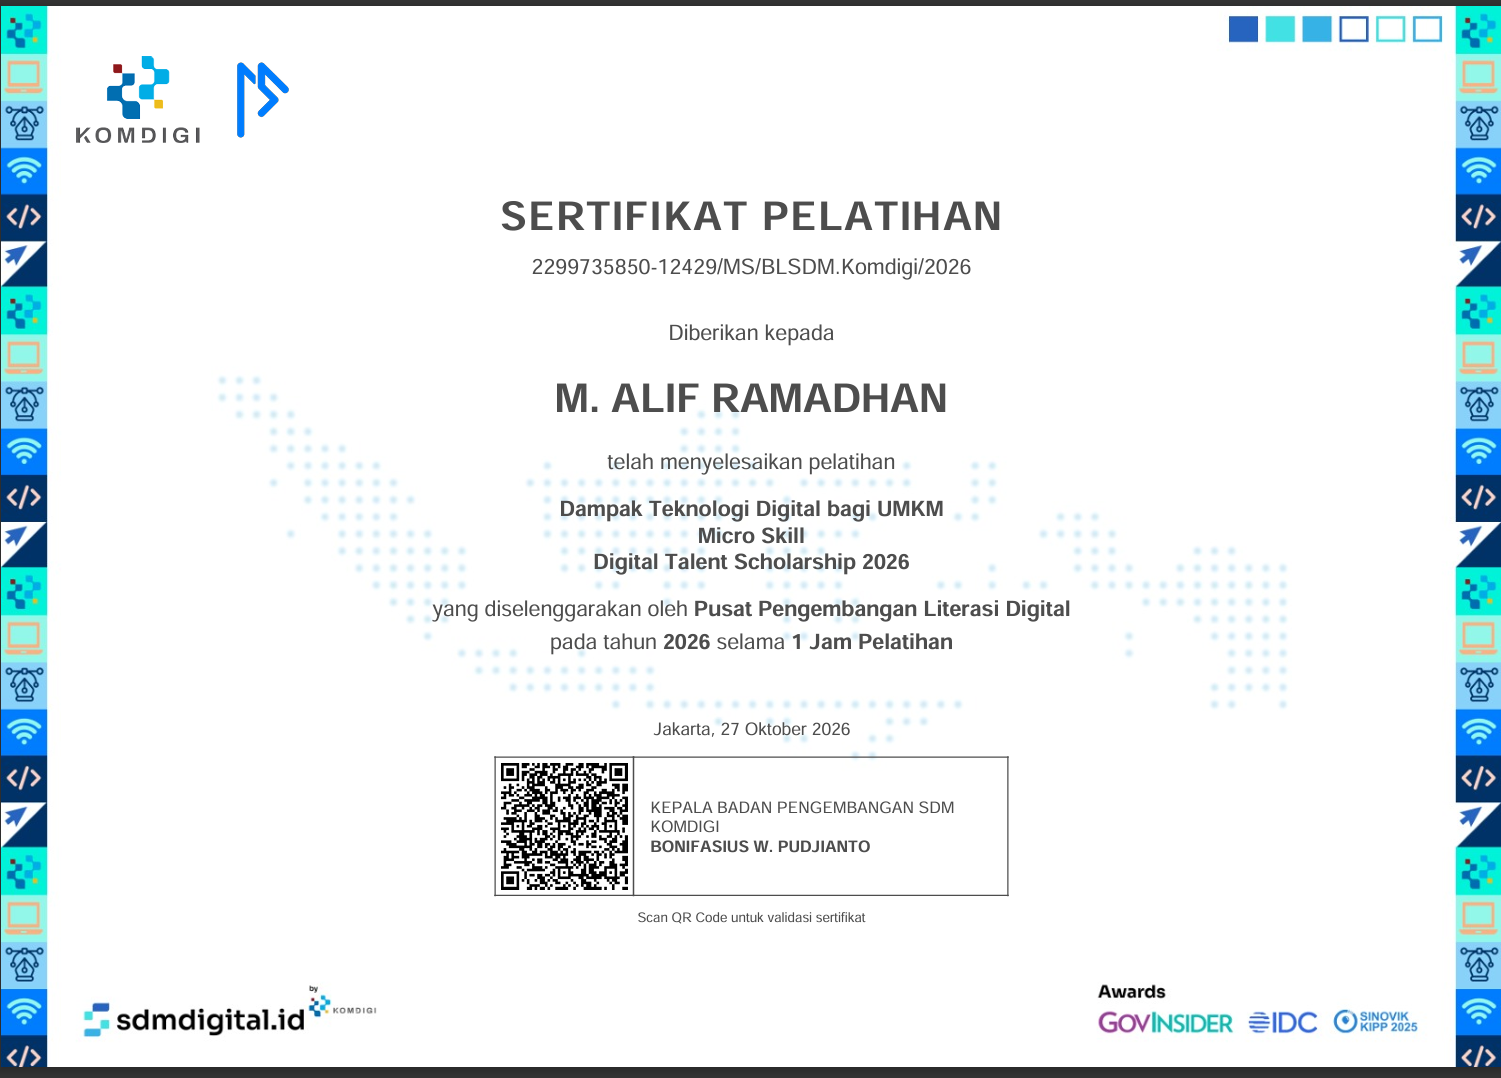 KOMDIGI
SERTIFIKAT PELATIHAN
2299735850-12429/MS/BLSDM.Komdigi/2026
Diberikan kepada
M. ALIF RAMADHAN
telah menyelesaikan pelatihan
Dampak Teknologi Digital bagi UMKM
Micro Skill
Digital Talent Scholarship 2026
yang diselenggarakan oleh Pusat Pengembangan Literasi Digital
pada tahun 2026 selama 1 Jam Pelatihan
Jakarta, 27 Oktober 2026
KEPALA BADAN PENGEMBANGAN SDM
KOMDIGI
BONIFASIUS W. PUDJIANTO
Scan QR Code untuk validasi sertifikat
by
KOMDIGI
sdmdigital.id
Awards
GOVINSIDER IDC SINOVIK
KIPP 2025